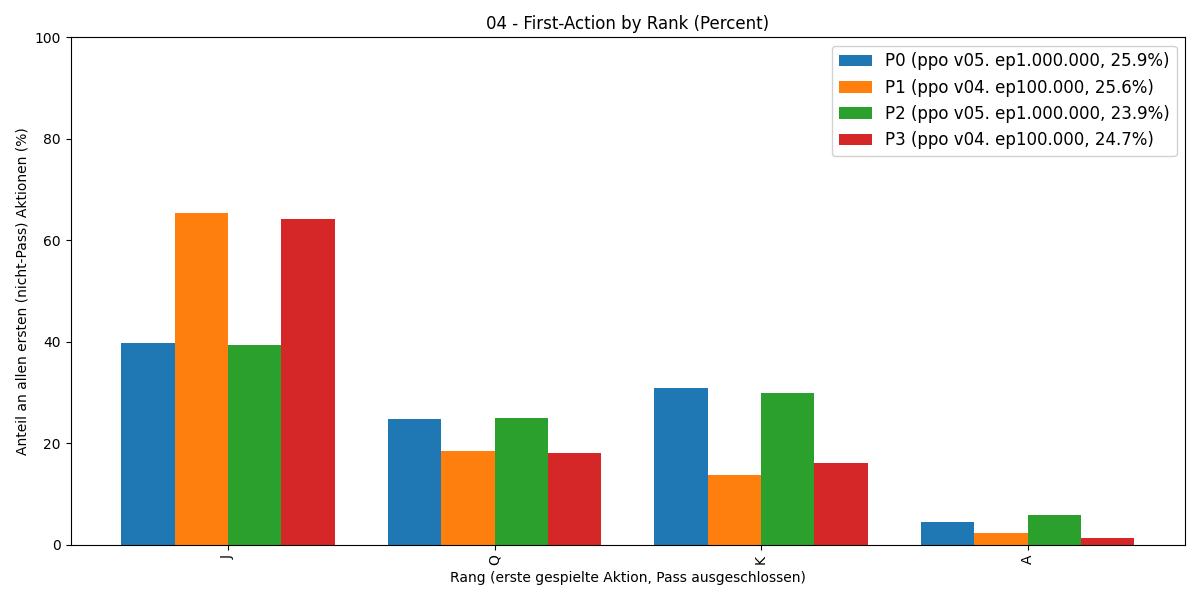 04 - First-Action by Rank (Percent)
Anteil an allen ersten (nicht-Pass) Aktionen (%)
100
80
60
40
20
0
P0 (ppo v05. ep1.000.000, 25.9%)
P1 (ppo v04. ep100.000, 25.6%)
P2 (ppo v05. ep1.000.000, 23.9%)
P3 (ppo v04. ep100.000, 24.7%)
J
Q
K
A
Rang (erste gespielte Aktion, Pass ausgeschlossen)